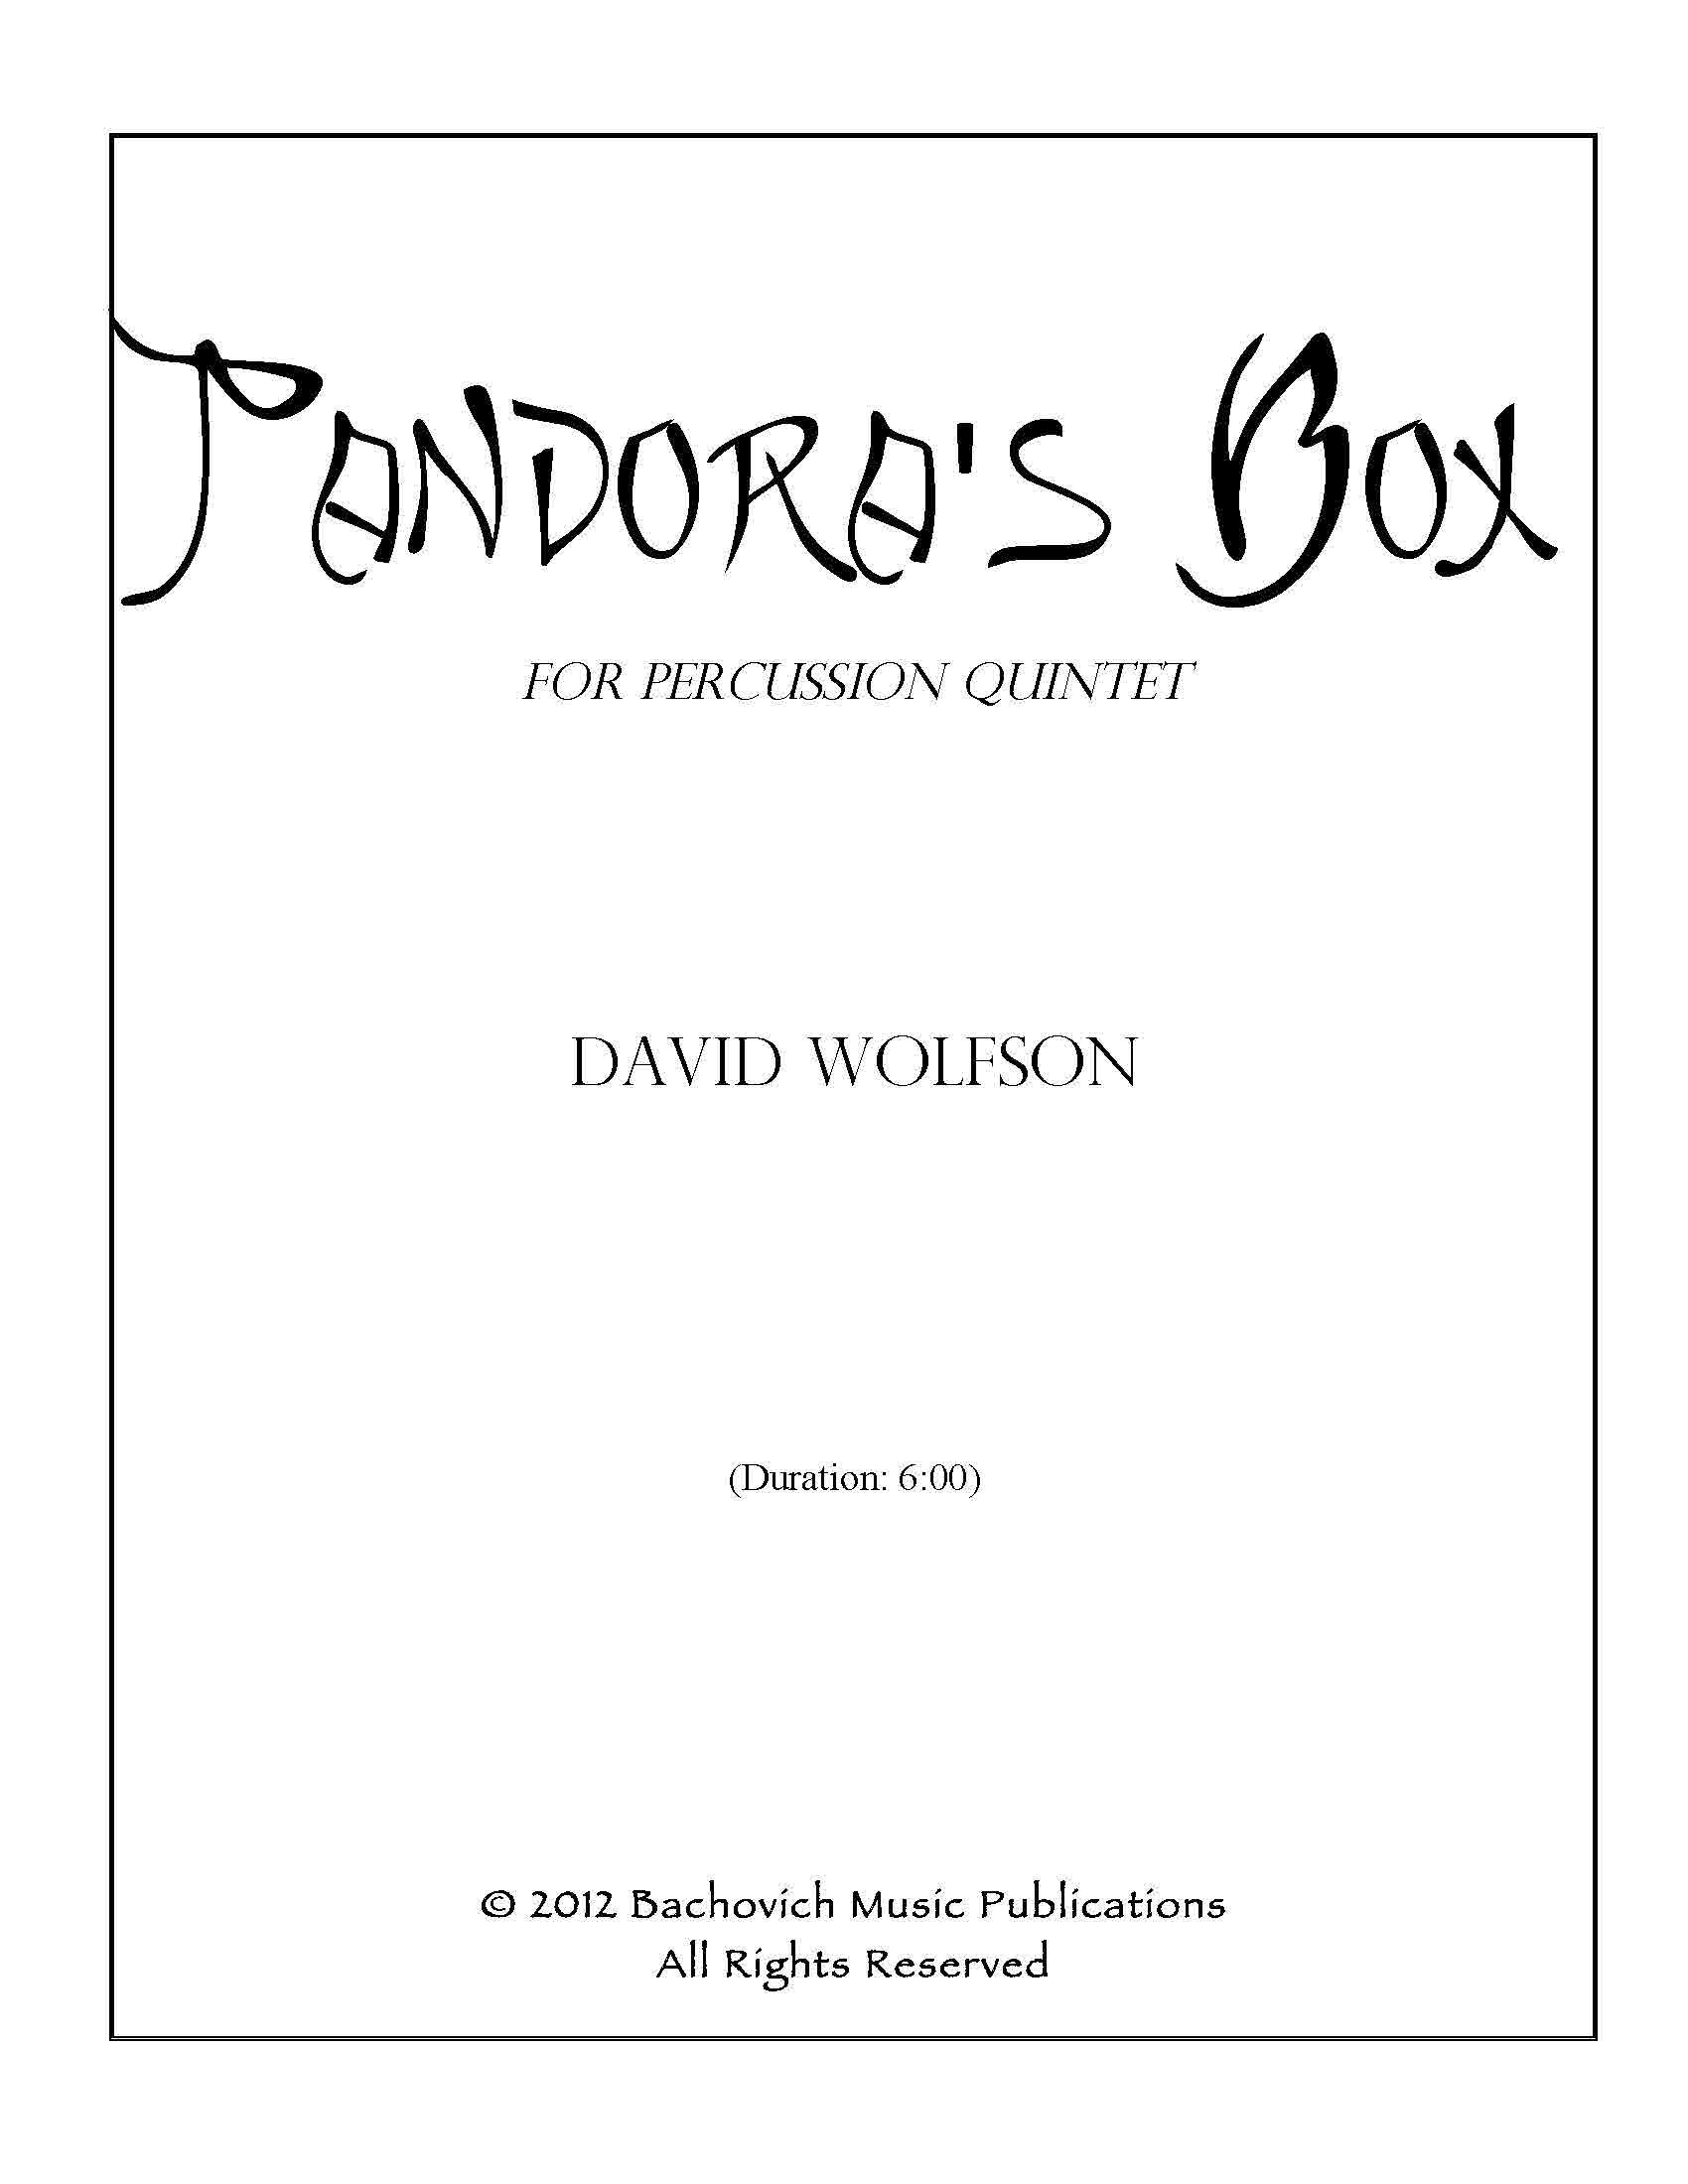 Pandora's Box
FOR PERCUSSION QUINTET
DAVID WOLFSON
(Duration: 6:00)
© 2012 Bachovich Music Publications
All Rights Reserved